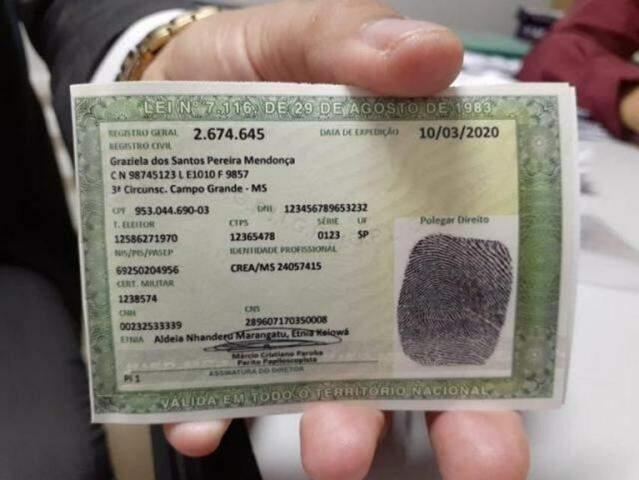 LEI Nº 7.116, DE 29 DE AGOSTO DE 1983
REGISTRO GERAL 2.674.645 DATA DE EXPEDIÇÃO 10/03/2020
REGISTRO CIVIL
Graziela dos Santos Pereira Mendonça
C N 98745123 L E1010 F 9857
3ª Circunsc. Campo Grande - MS
CPF 953.044.690-03 DNI 123456789653232
T. ELEITOR CTPS SÉRIE UF Polegar Direito
12586271970 12365478 0123 SP
NIS/PIS/PASEP IDENTIDADE PROFISSIONAL
69250204956 CREA/MS 24057415
CERT. MILITAR
1238574
CNH CNS
00232533339 289607170350008
ETNIA Aldeia Nhanderu Marangatu, Etnia Kaiowá
Márcio Cristiano Paroba
Perito Papiloscopista
PI 1 ASSINATURA DO DIRETOR
VÁLIDA EM TODO O TERRITÓRIO NACIONAL